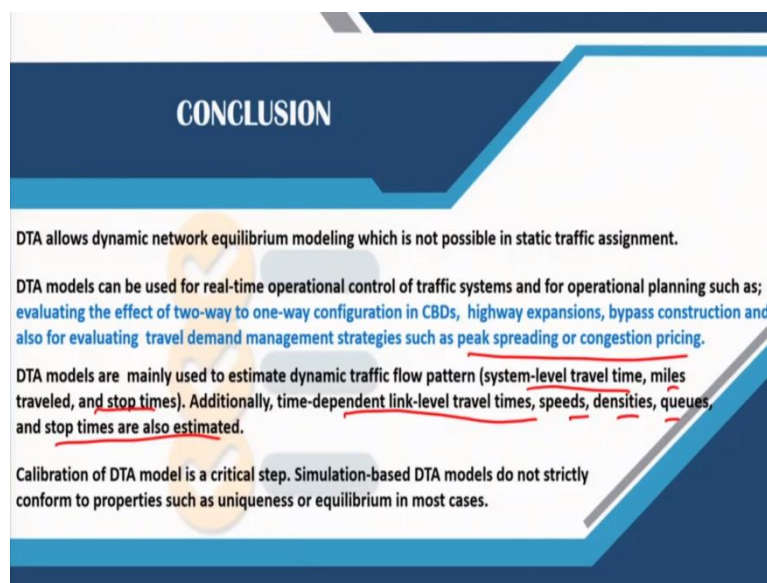 CONCLUSION
DTA allows dynamic network equilibrium modeling which is not possible in static traffic assignment.
DTA models can be used for real-time operational control of traffic systems and for operational planning such as;
evaluating the effect of two-way to one-way configuration in CBDs, highway expansions, bypass construction and
also for evaluating travel demand management strategies such as peak spreading or congestion pricing.
DTA models are mainly used to estimate dynamic traffic flow pattern (system-level travel time, miles
traveled, and stop times). Additionally, time-dependent link-level travel times, speeds, densities, queues,
and stop times are also estimated.
Calibration of DTA model is a critical step. Simulation-based DTA models do not strictly
conform to properties such as uniqueness or equilibrium in most cases.